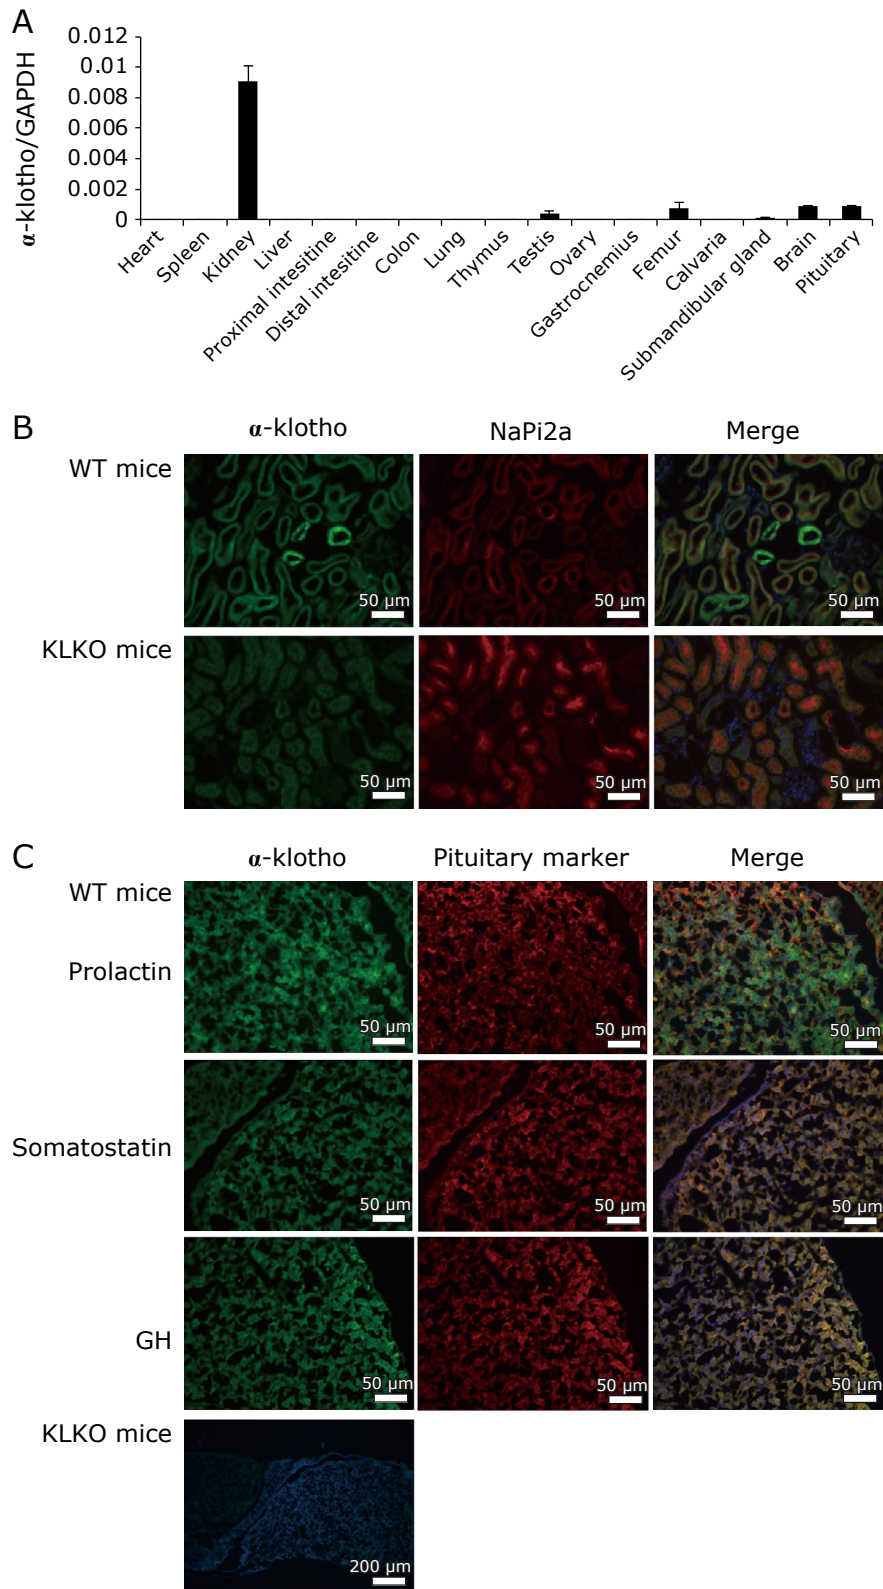 A
α-klotho/GAPDH
0.012
0.01
0.008
0.006
0.004
0.002
0
Heart
Spleen
Kidney
Liver
Proximal intesitine
Distal intesitine
Colon
Lung
Thymus
Testis
Ovary
Gastrocnemius
Femur
Calvaria
Submandibular gland
Brain
Pituitary
B
α-klotho NaPi2a Merge
WT mice
50 µm 50 µm 50 µm
KLKO mice
50 µm 50 µm 50 µm
C
α-klotho Pituitary marker Merge
WT mice
Prolactin
50 µm 50 µm 50 µm
Somatostatin
50 µm 50 µm 50 µm
GH
50 µm 50 µm 50 µm
KLKO mice
200 µm